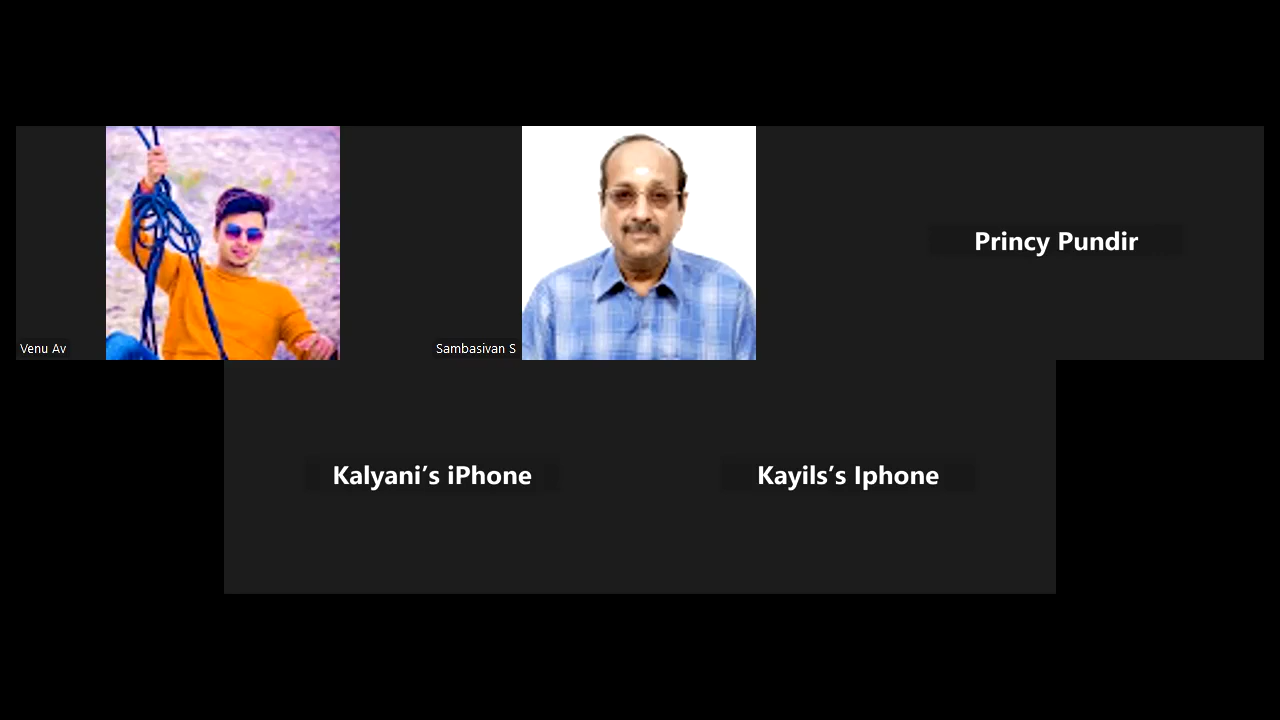 Venu Av
Sambasivan S
Princy Pundir
Kalyani’s iPhone
Kayils’s Iphone